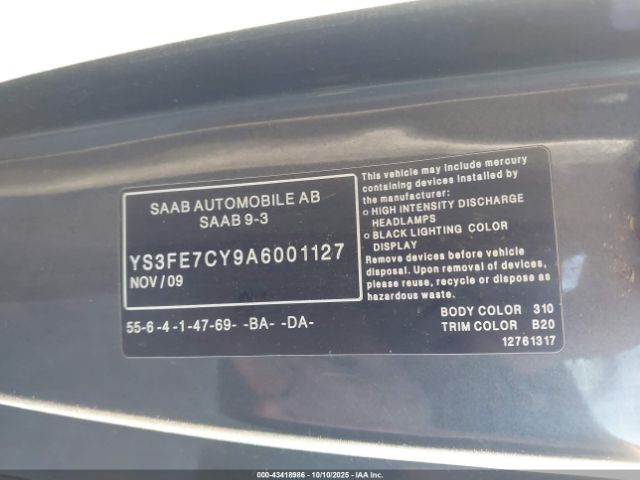 SAAB AUTOMOBILE AB
SAAB 9-3
YS3FE7CY9A6001127
NOV / 09
55-6-4-1-47-69- -BA- -DA-
This vehicle may include mercury
containing devices installed by
the manufacturer:
o HIGH INTENSITY DISCHARGE
HEADLAMPS
o BLACK LIGHTING COLOR
DISPLAY
Remove devices before vehicle
disposal. Upon removal of devices,
please reuse, recycle or dispose as
hazardous waste.
BODY COLOR 310
TRIM COLOR B20
12761317
000-43418986 - 10/10/2025 - IAAI.COM